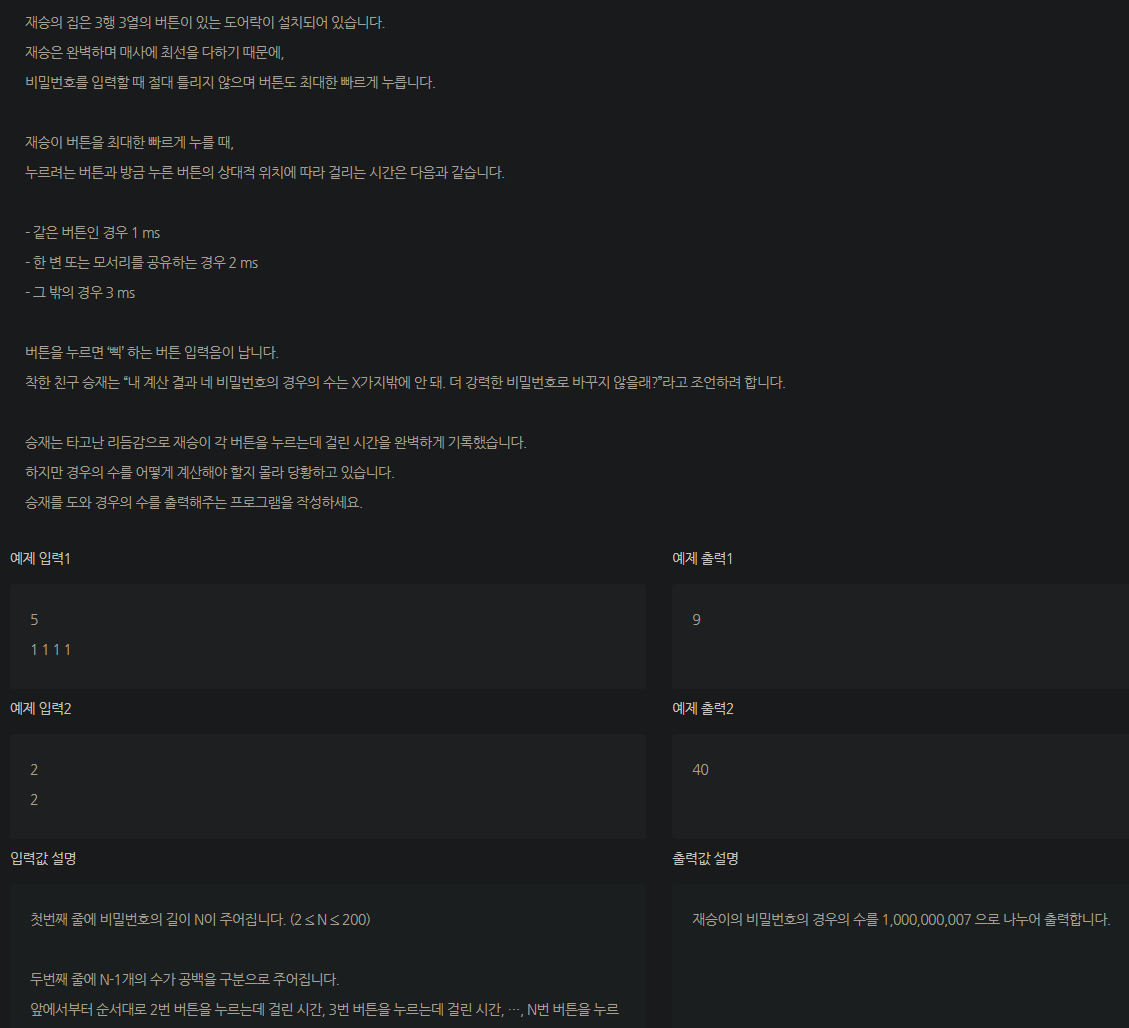 재승의 집은 3행 3열의 버튼이 있는 도어락이 설치되어 있습니다.
재승은 완벽하며 매사에 최선을 다하기 때문에,
비밀번호를 입력할 때 절대 틀리지 않으며 버튼도 최대한 빠르게 누릅니다.
재승이 버튼을 최대한 빠르게 누를 때,
누르려는 버튼과 방금 누른 버튼의 상대적 위치에 따라 걸리는 시간은 다음과 같습니다.
- 같은 버튼인 경우 1 ms
- 한 변 또는 모서리를 공유하는 경우 2 ms
- 그 밖의 경우 3 ms
버튼을 누르면 ‘삑’ 하는 버튼 입력음이 납니다.
착한 친구 승재는 “내 계산 결과 네 비밀번호의 경우의 수는 X가지밖에 안 돼. 더 강력한 비밀번호로 바꾸지 않을래?”라고 조언하려 합니다.
승재는 타고난 리듬감으로 재승이 각 버튼을 누르는데 걸린 시간을 완벽하게 기록했습니다.
하지만 경우의 수를 어떻게 계산해야 할지 몰라 당황하고 있습니다.
승재를 도와 경우의 수를 출력해주는 프로그램을 작성하세요.
예제 입력1
예제 출력1
5
1 1 1 1
9
예제 입력2
예제 출력2
2
2
40
입력값 설명
출력값 설명
첫번째 줄에 비밀번호의 길이 N이 주어집니다. (2 ≤ N ≤ 200)
재승이의 비밀번호의 경우의 수를 1,000,000,007 으로 나누어 출력합니다.
두번째 줄에 N-1개의 수가 공백을 구분으로 주어집니다.
앞에서부터 순서대로 2번 버튼을 누르는데 걸린 시간, 3번 버튼을 누르는데 걸린 시간, …, N번 버튼을 누르